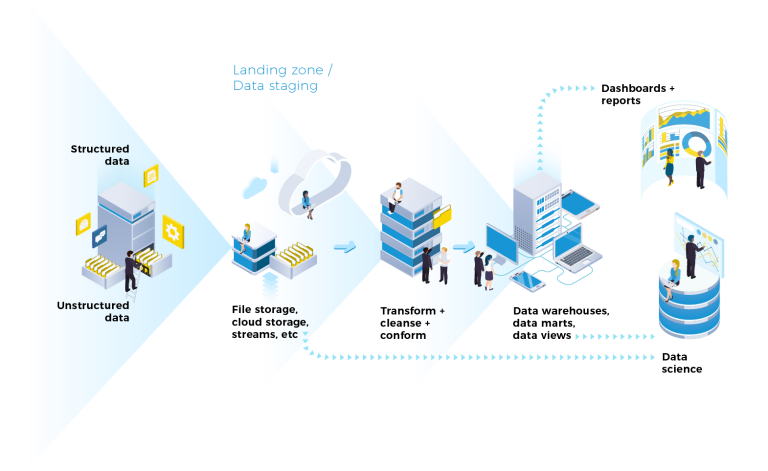 Landing zone /
Data staging
Structured
data
Unstructured
data
File storage,
cloud storage,
streams, etc
Transform +
cleanse +
conform
Data warehouses,
data marts,
data views
Dashboards +
reports
Data
science